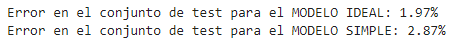 Error en el conjunto de test para el MODELO IDEAL: 1.97%
Error en el conjunto de test para el MODELO SIMPLE: 2.87%